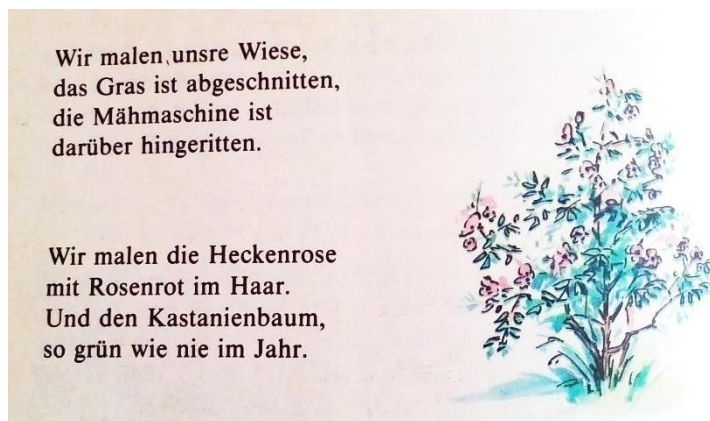 Wir malen unsre Wiese,
das Gras ist abgeschnitten,
die Mähmaschine ist
darüber hingeritten.
Wir malen die Heckenrose
mit Rosenrot im Haar.
Und den Kastanienbaum,
so grün wie nie im Jahr.